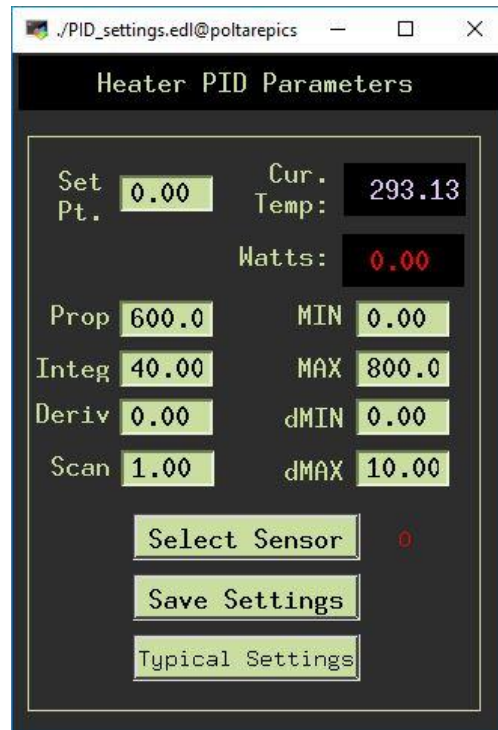 ./PID_settings.edl@poltarepics
Heater PID Parameters
Set Pt. 0.00 Cur. Temp: 293.13
Watts: 0.00
Prop 600.0 MIN 0.00
Integ 40.00 MAX 800.0
Deriv 0.00 dMIN 0.00
Scan 1.00 dMAX 10.00
Select Sensor 0
Save Settings
Typical Settings